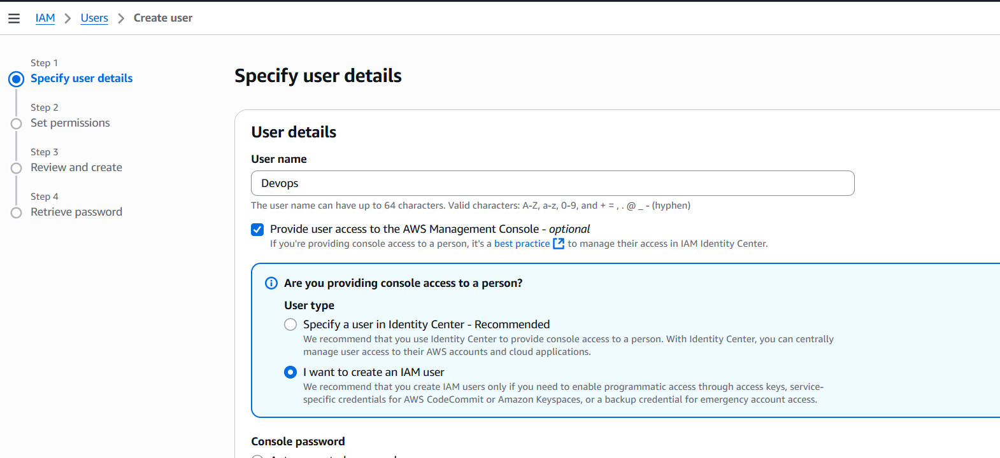 IAM > Users > Create user
Step 1
Specify user details
Step 2
Set permissions
Step 3
Review and create
Step 4
Retrieve password
Specify user details
User details
User name
Devops
The user name can have up to 64 characters. Valid characters: A-Z, a-z, 0-9, and + = , . @ _ - (hyphen)
Provide user access to the AWS Management Console - optional
If you're providing console access to a person, it's a best practice to manage their access in IAM Identity Center.
Are you providing console access to a person?
User type
Specify a user in Identity Center - Recommended
We recommend that you use Identity Center to provide console access to a person. With Identity Center, you can centrally
manage user access to their AWS accounts and cloud applications.
I want to create an IAM user
We recommend that you create IAM users only if you need to enable programmatic access through access keys, service-
specific credentials for AWS CodeCommit or Amazon Keyspaces, or a backup credential for emergency account access.
Console password